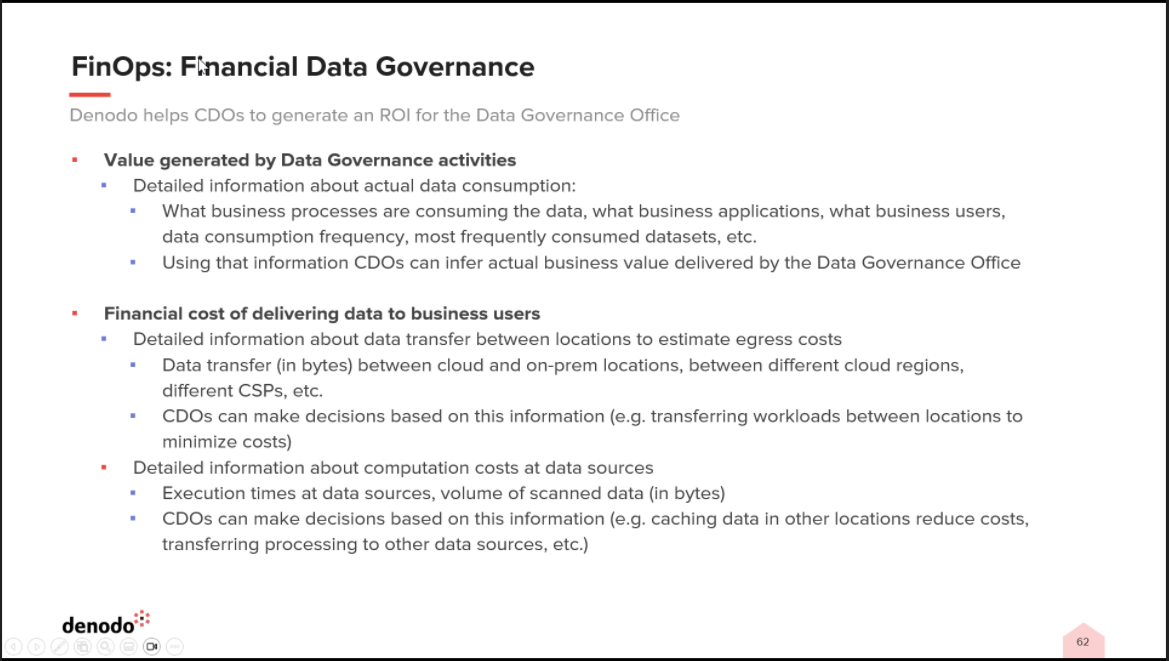 FinOps: Financial Data Governance
Denodo helps CDOs to generate an ROI for the Data Governance Office
Value generated by Data Governance activities
Detailed information about actual data consumption:
What business processes are consuming the data, what business applications, what business users,
data consumption frequency, most frequently consumed datasets, etc.
Using that information CDOs can infer actual business value delivered by the Data Governance Office
Financial cost of delivering data to business users
Detailed information about data transfer between locations to estimate egress costs
Data transfer (in bytes) between cloud and on-prem locations, between different cloud regions,
different CSPs, etc.
CDOs can make decisions based on this information (e.g. transferring workloads between locations to
minimize costs)
Detailed information about computation costs at data sources
Execution times at data sources, volume of scanned data (in bytes)
CDOs can make decisions based on this information (e.g. caching data in other locations reduce costs,
transferring processing to other data sources, etc.)
denodo
62